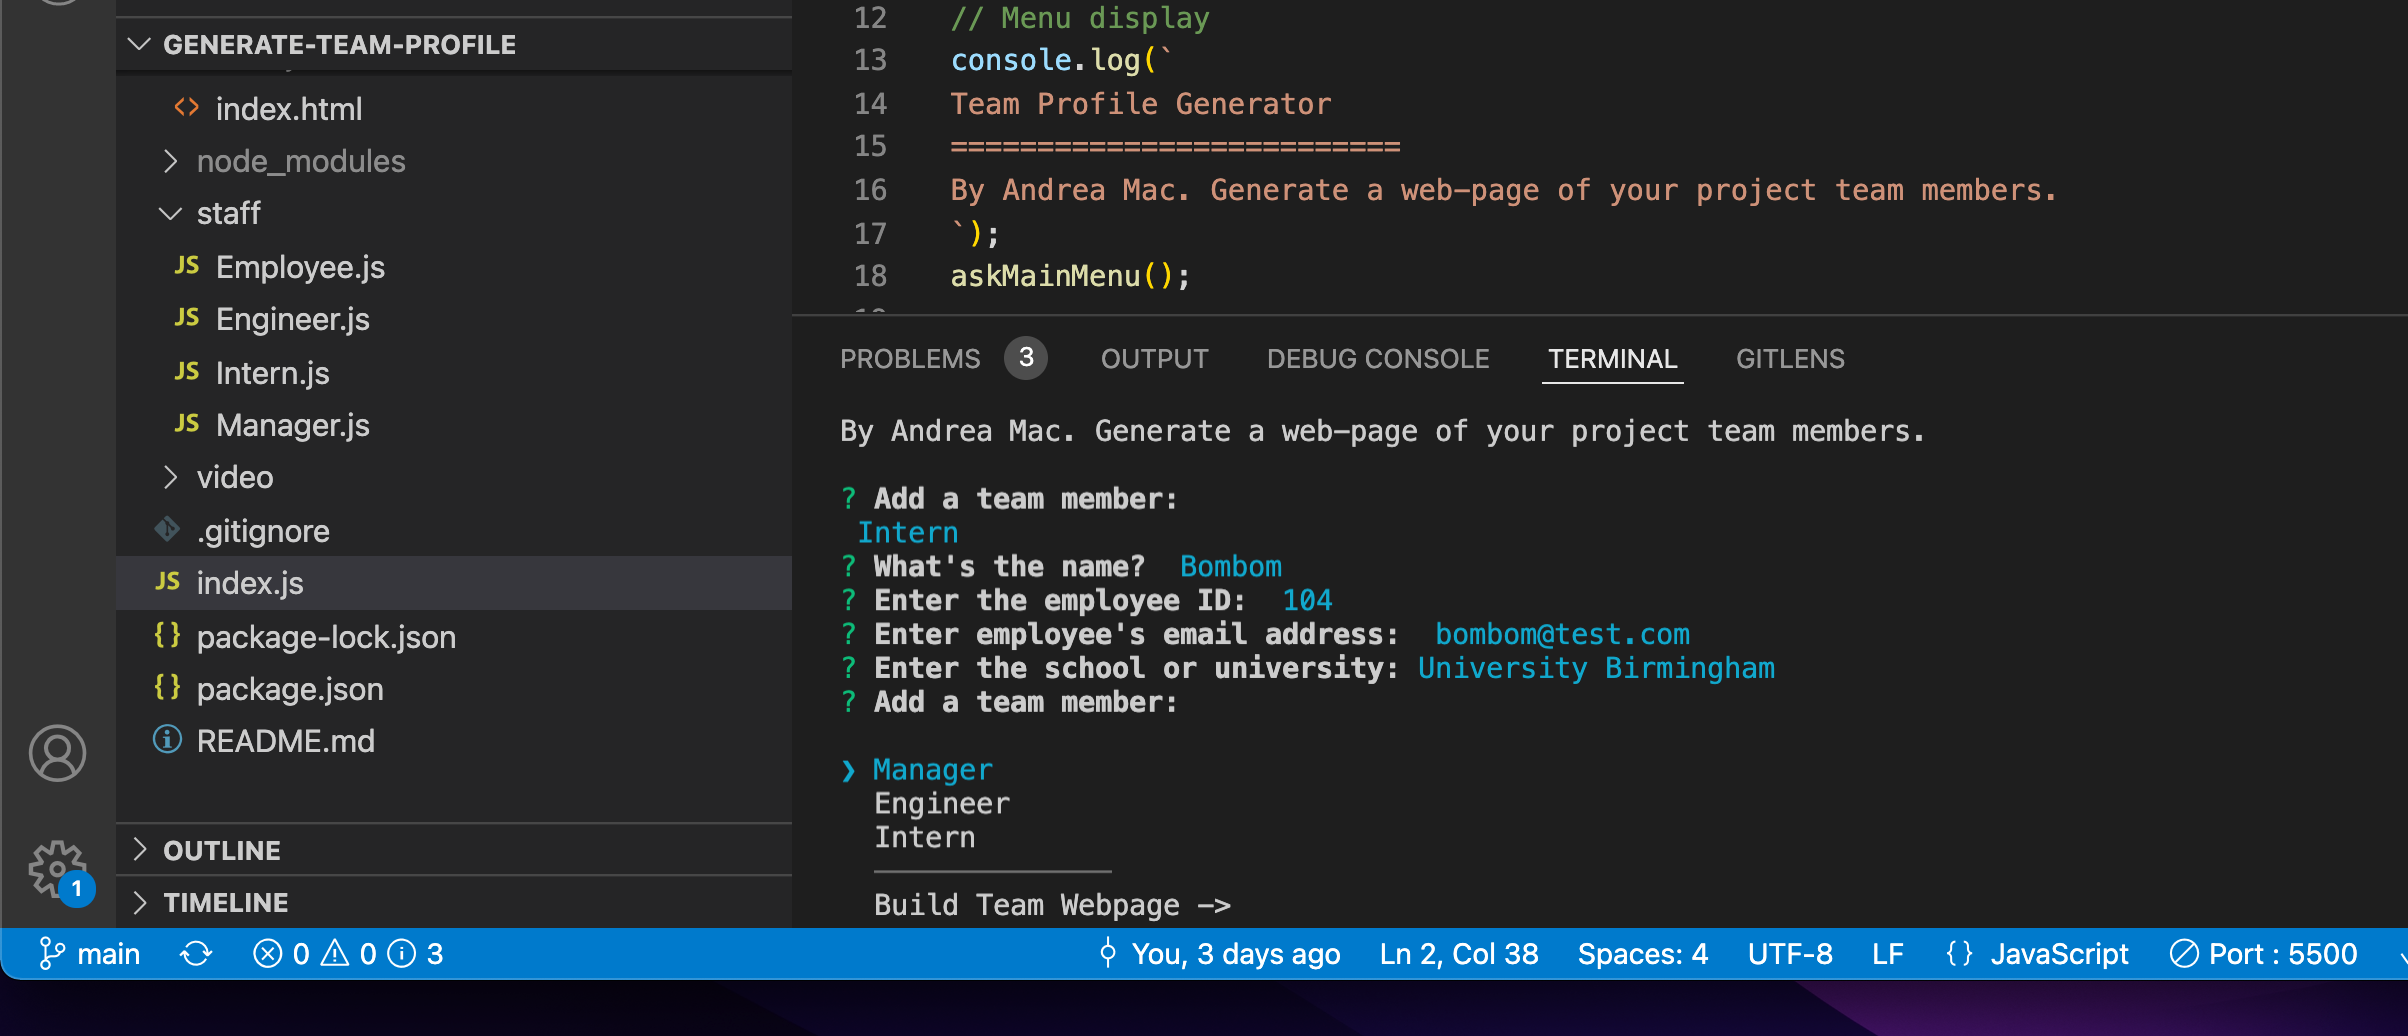 GENERATE-TEAM-PROFILE
index.html
node_modules
staff
JS Employee.js
JS Engineer.js
JS Intern.js
JS Manager.js
video
.gitignore
JS index.js
{} package-lock.json
{} package.json
README.md
OUTLINE
TIMELINE
1
12 // Menu display
13 console.log(`
14 Team Profile Generator
15 ==========================
16 By Andrea Mac. Generate a web-page of your project team members.
17 `);
18 askMainMenu();
PROBLEMS 3 OUTPUT DEBUG CONSOLE TERMINAL GITLENS
By Andrea Mac. Generate a web-page of your project team members.
? Add a team member:
Intern
? What's the name? Bombom
? Enter the employee ID: 104
? Enter employee's email address: bombom@test.com
? Enter the school or university: University Birmingham
? Add a team member:
❯ Manager
Engineer
Intern
──────────────
Build Team Webpage ->
main 0 0 3 You, 3 days ago Ln 2, Col 38 Spaces: 4 UTF-8 LF {} JavaScript Port : 5500